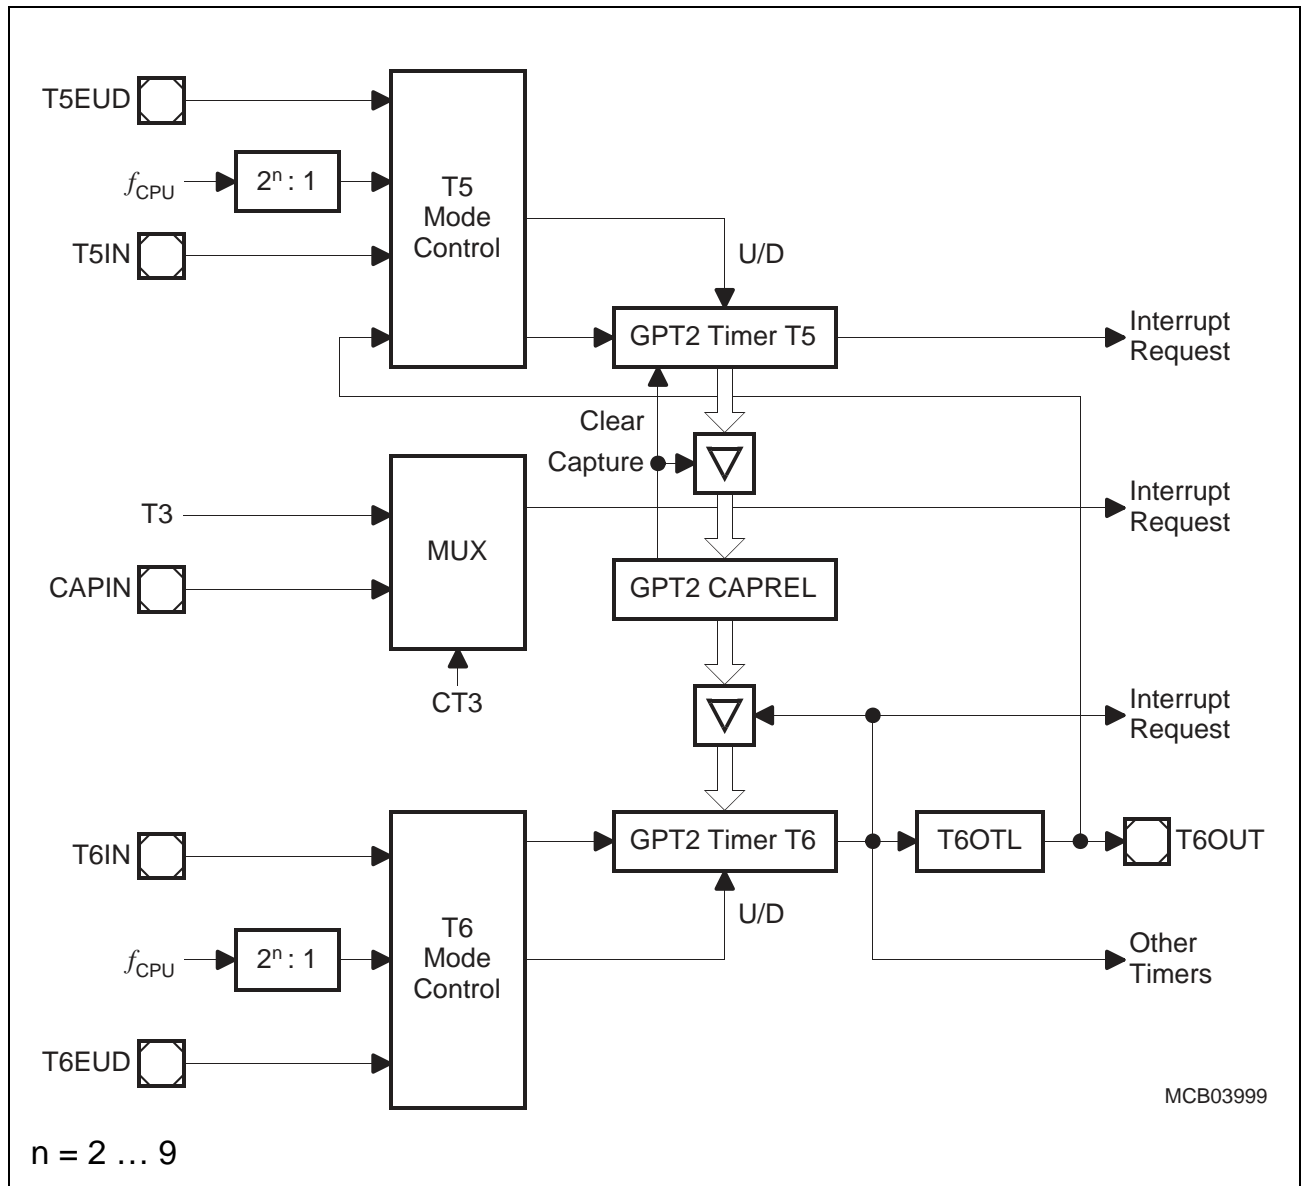 T5EUD
fCPU
2ⁿ : 1
T5IN
T5
Mode
Control
U/D
GPT2 Timer T5
Interrupt
Request
Clear
Capture
T3
CAPIN
MUX
CT3
Interrupt
Request
GPT2 CAPREL
Interrupt
Request
T6IN
fCPU
2ⁿ : 1
T6EUD
T6
Mode
Control
GPT2 Timer T6
U/D
T6OTL
T6OUT
Other
Timers
MCB03999
n = 2 … 9